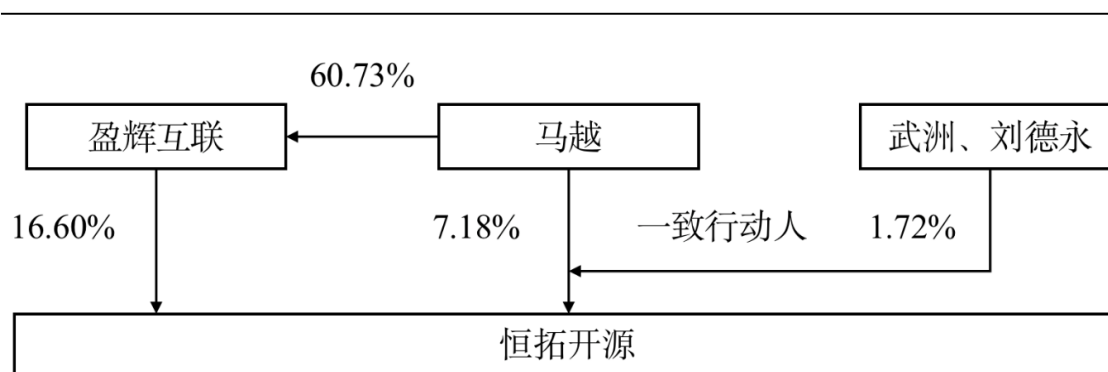 60.73%
盈辉互联
马越
武洲、刘德永
16.60%
7.18%
一致行动人
1.72%
恒拓开源